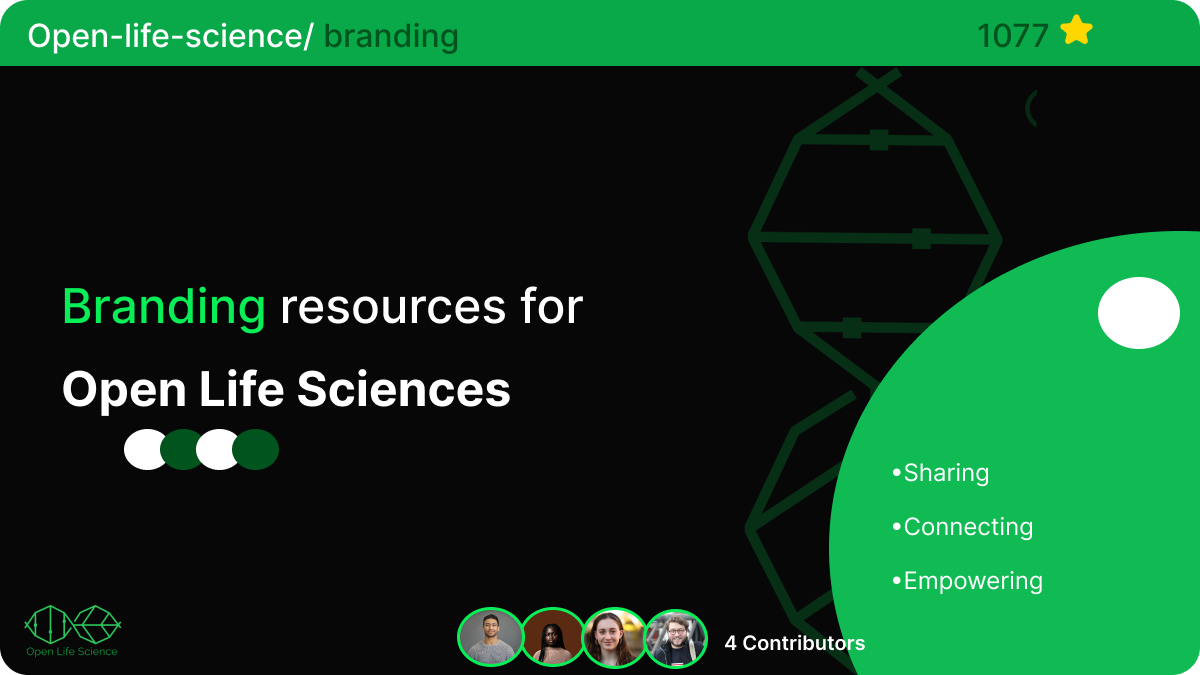 Open-life-science/ branding
1077
Branding resources for
Open Life Sciences
•Sharing
•Connecting
•Empowering
Open Life Science
4 Contributors